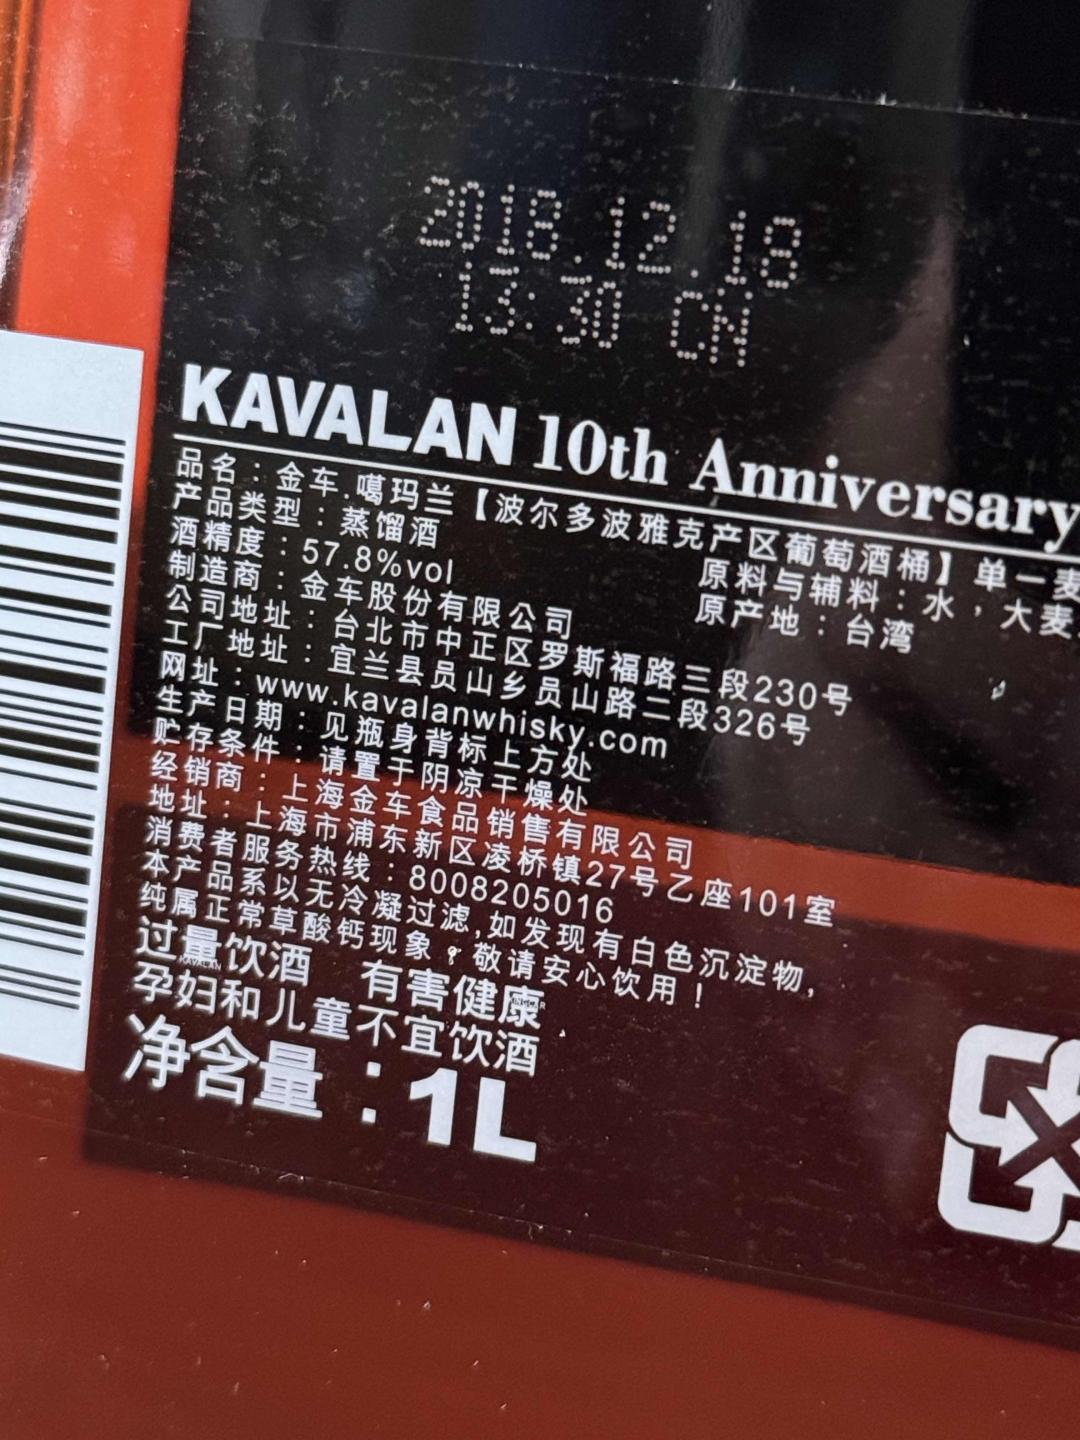 2018.12.18
13:30 CN
KAVALAN 10th Anniversary
品名：金车.噶玛兰【波尔多波雅克产区葡萄酒桶】单一麦
产品类型：蒸馏酒 原料与辅料：水，大麦
酒精度：57.8%vol 原产地：台湾
制造商：金车股份有限公司
公司地址：台北市中正区罗斯福路三段230号
工厂地址：宜兰县员山乡员山路二段326号
网址：www.kavalanwhisky.com
生产日期：见瓶身背标上方处
贮存条件：请置于阴凉干燥处
经销商：上海金车食品销售有限公司
地址：上海市浦东新区凌桥镇27号乙座101室
消费者服务热线：8008205016
本产品系以无冷凝过滤,如发现有白色沉淀物,
纯属正常草酸钙现象，敬请安心饮用！
过量饮酒 有害健康
孕妇和儿童不宜饮酒
净含量：1L